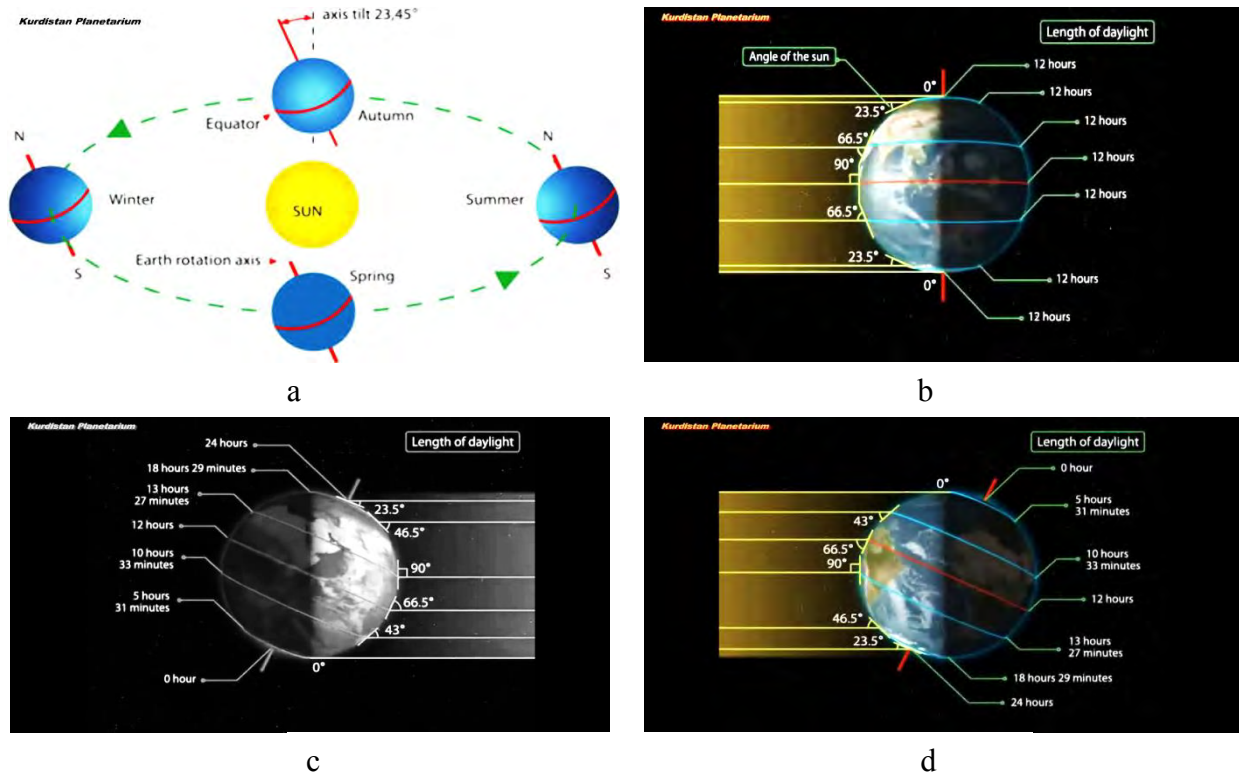 Kurdistan Planetarium
axis tilt 23,45°
Equator
Autumn
N
Winter
S
SUN
N
Summer
S
Earth rotation axis
Spring
a
Kurdistan Planetarium
Length of daylight
Angle of the sun
0°
12 hours
23.5°
12 hours
66.5°
12 hours
90°
12 hours
66.5°
12 hours
23.5°
12 hours
0°
12 hours
b
Kurdistan Planetarium
Length of daylight
24 hours
18 hours 29 minutes
13 hours
27 minutes
12 hours
10 hours
33 minutes
5 hours
31 minutes
0 hour
23.5°
46.5°
90°
66.5°
43°
0°
c
Kurdistan Planetarium
Length of daylight
0°
0 hour
43°
5 hours
31 minutes
66.5°
90°
10 hours
33 minutes
12 hours
46.5°
23.5°
13 hours
27 minutes
18 hours 29 minutes
24 hours
d